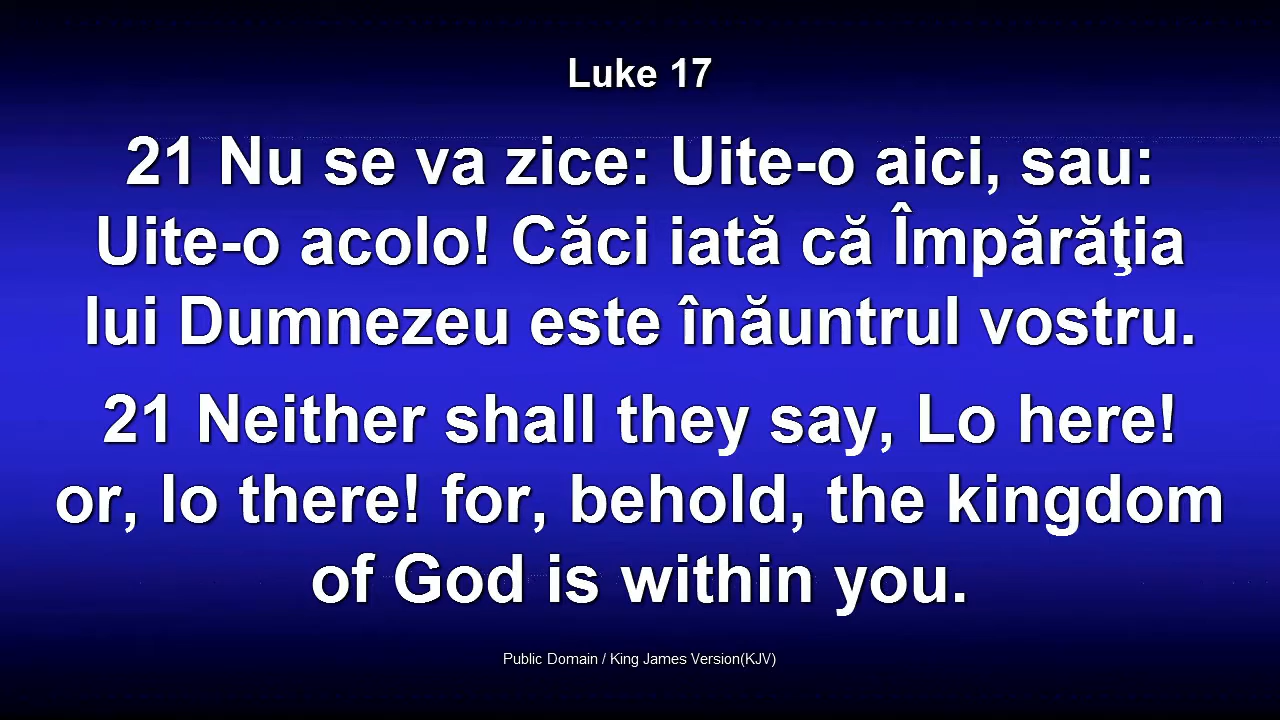 Luke 17
21 Nu se va zice: Uite-o aici, sau:
Uite-o acolo! Căci iată că Împărăţia
lui Dumnezeu este înăuntrul vostru.
21 Neither shall they say, Lo here!
or, lo there! for, behold, the kingdom
of God is within you.
Public Domain / King James Version(KJV)